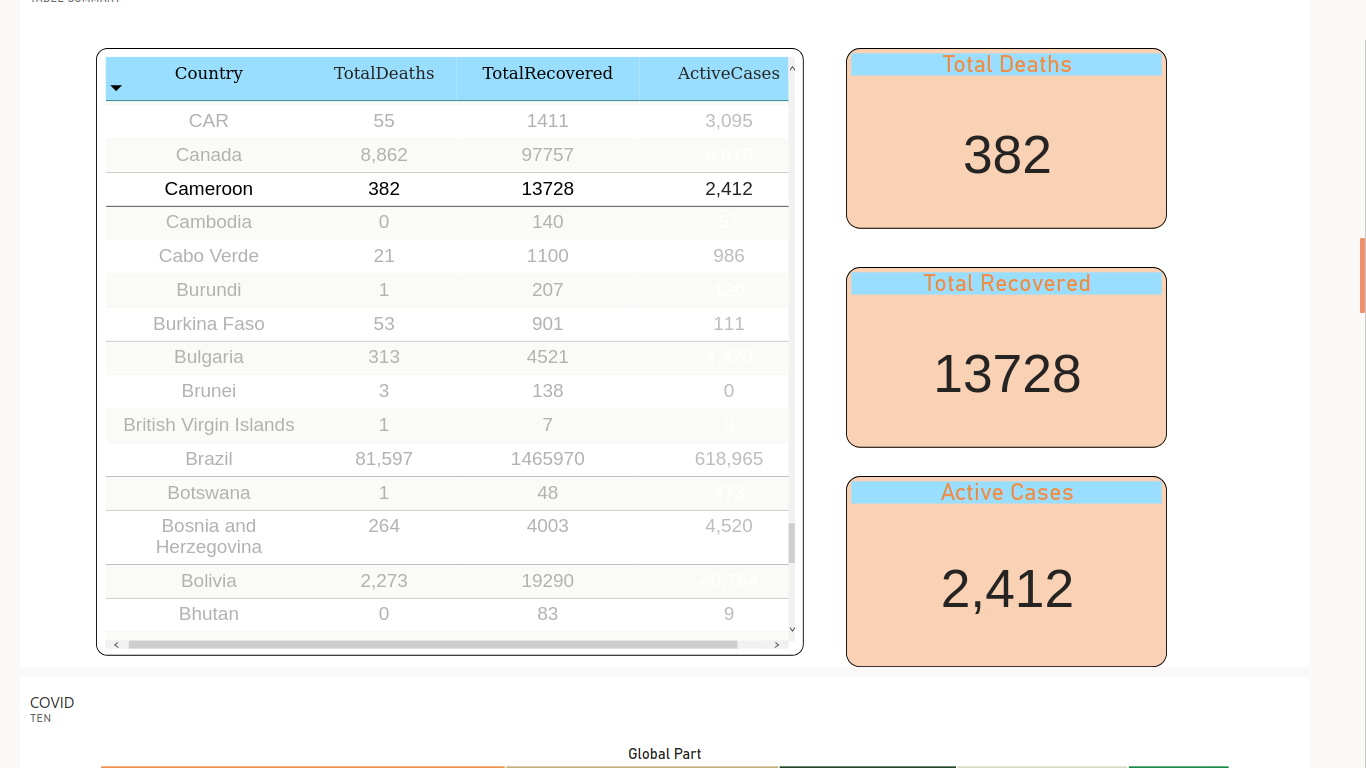 TABLE SUMMARY
Country TotalDeaths TotalRecovered ActiveCases
CAR 55 1411 3,095
Canada 8,862 97757 5,078
Cameroon 382 13728 2,412
Cambodia 0 140 57
Cabo Verde 21 1100 986
Burundi 1 207 120
Burkina Faso 53 901 111
Bulgaria 313 4521 4,420
Brunei 3 138 0
British Virgin Islands 1 7 0
Brazil 81,597 1465970 618,965
Botswana 1 48 473
Bosnia and 264 4003 4,520
Herzegovina
Bolivia 2,273 19290
Bhutan 0 83 9
Total Deaths
382
Total Recovered
13728
Active Cases
2,412
COVID
TEN
Global Part